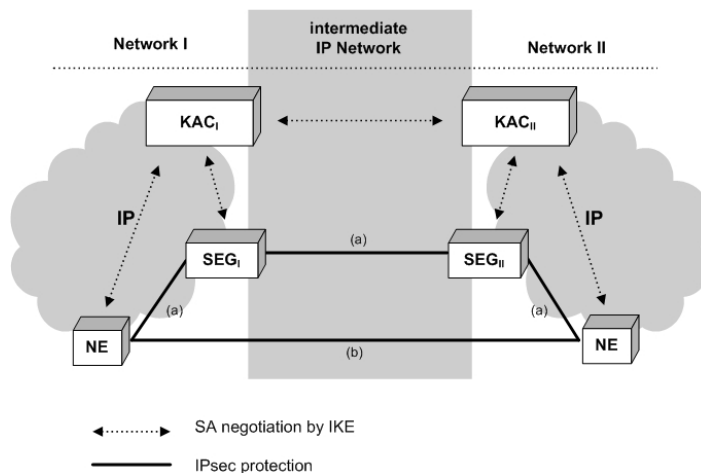 Network I
intermediate
IP Network
Network II
KAC_I
KAC_II
IP
IP
(a)
SEG_I
SEG_II
(a)
(a)
NE
(b)
NE
SA negotiation by IKE
IPsec protection